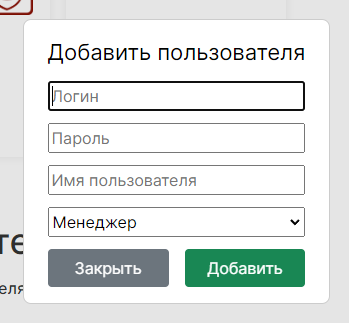 Добавить пользователя
Логин
Пароль
Имя пользователя
Менеджер
Закрыть Добавить